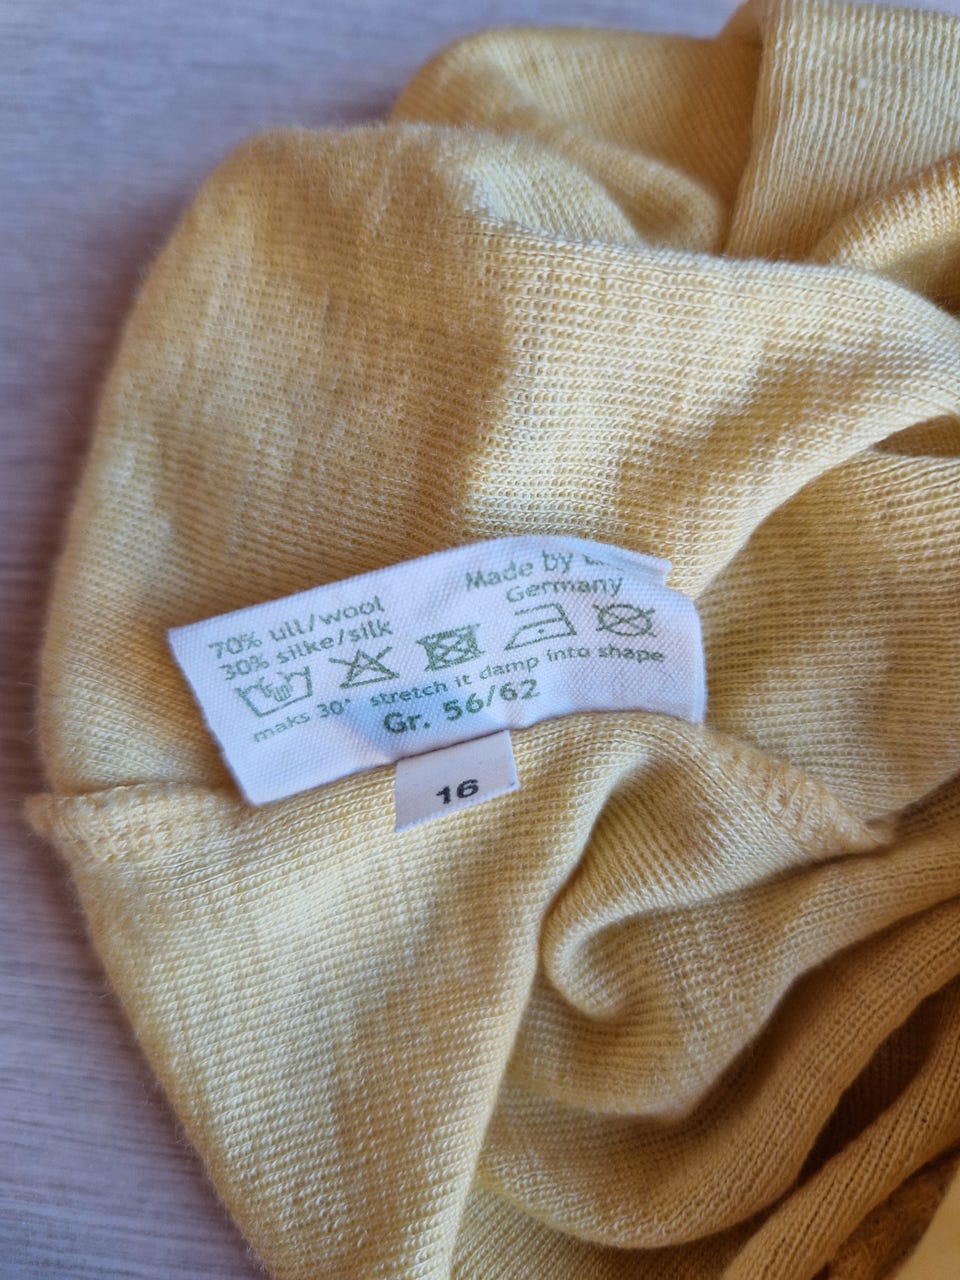 70% ull/wool
30% silke/silk
Made by
Germany
maks 30° stretch it damp into shape
Gr. 56/62
16